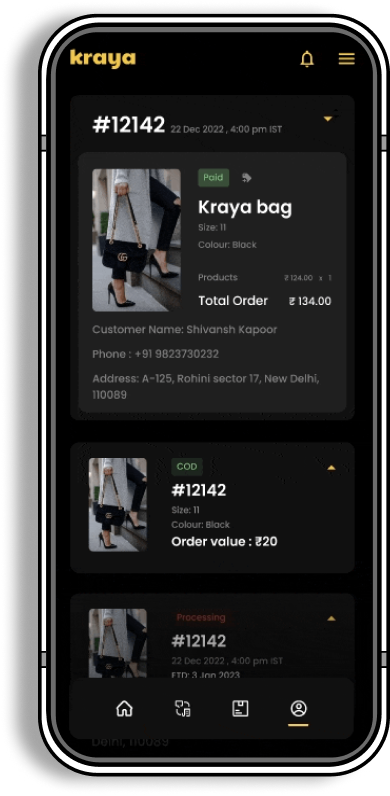 kraya
#12142 22 Dec 2022 , 4:00 pm IST
Paid
Kraya bag
Size: 11
Colour: Black
Products ₹ 124.00 x 1
Total Order ₹ 134.00
Customer Name: Shivansh Kapoor
Phone : +91 9823730232
Address: A-125, Rohini sector 17, New Delhi,
110089
COD
#12142
Size: 11
Colour: Black
Order value : ₹20
Processing
#12142
22 Dec 2022 , 4:00 pm IST
ETD: 3 Jan 2023
Delhi, 110089